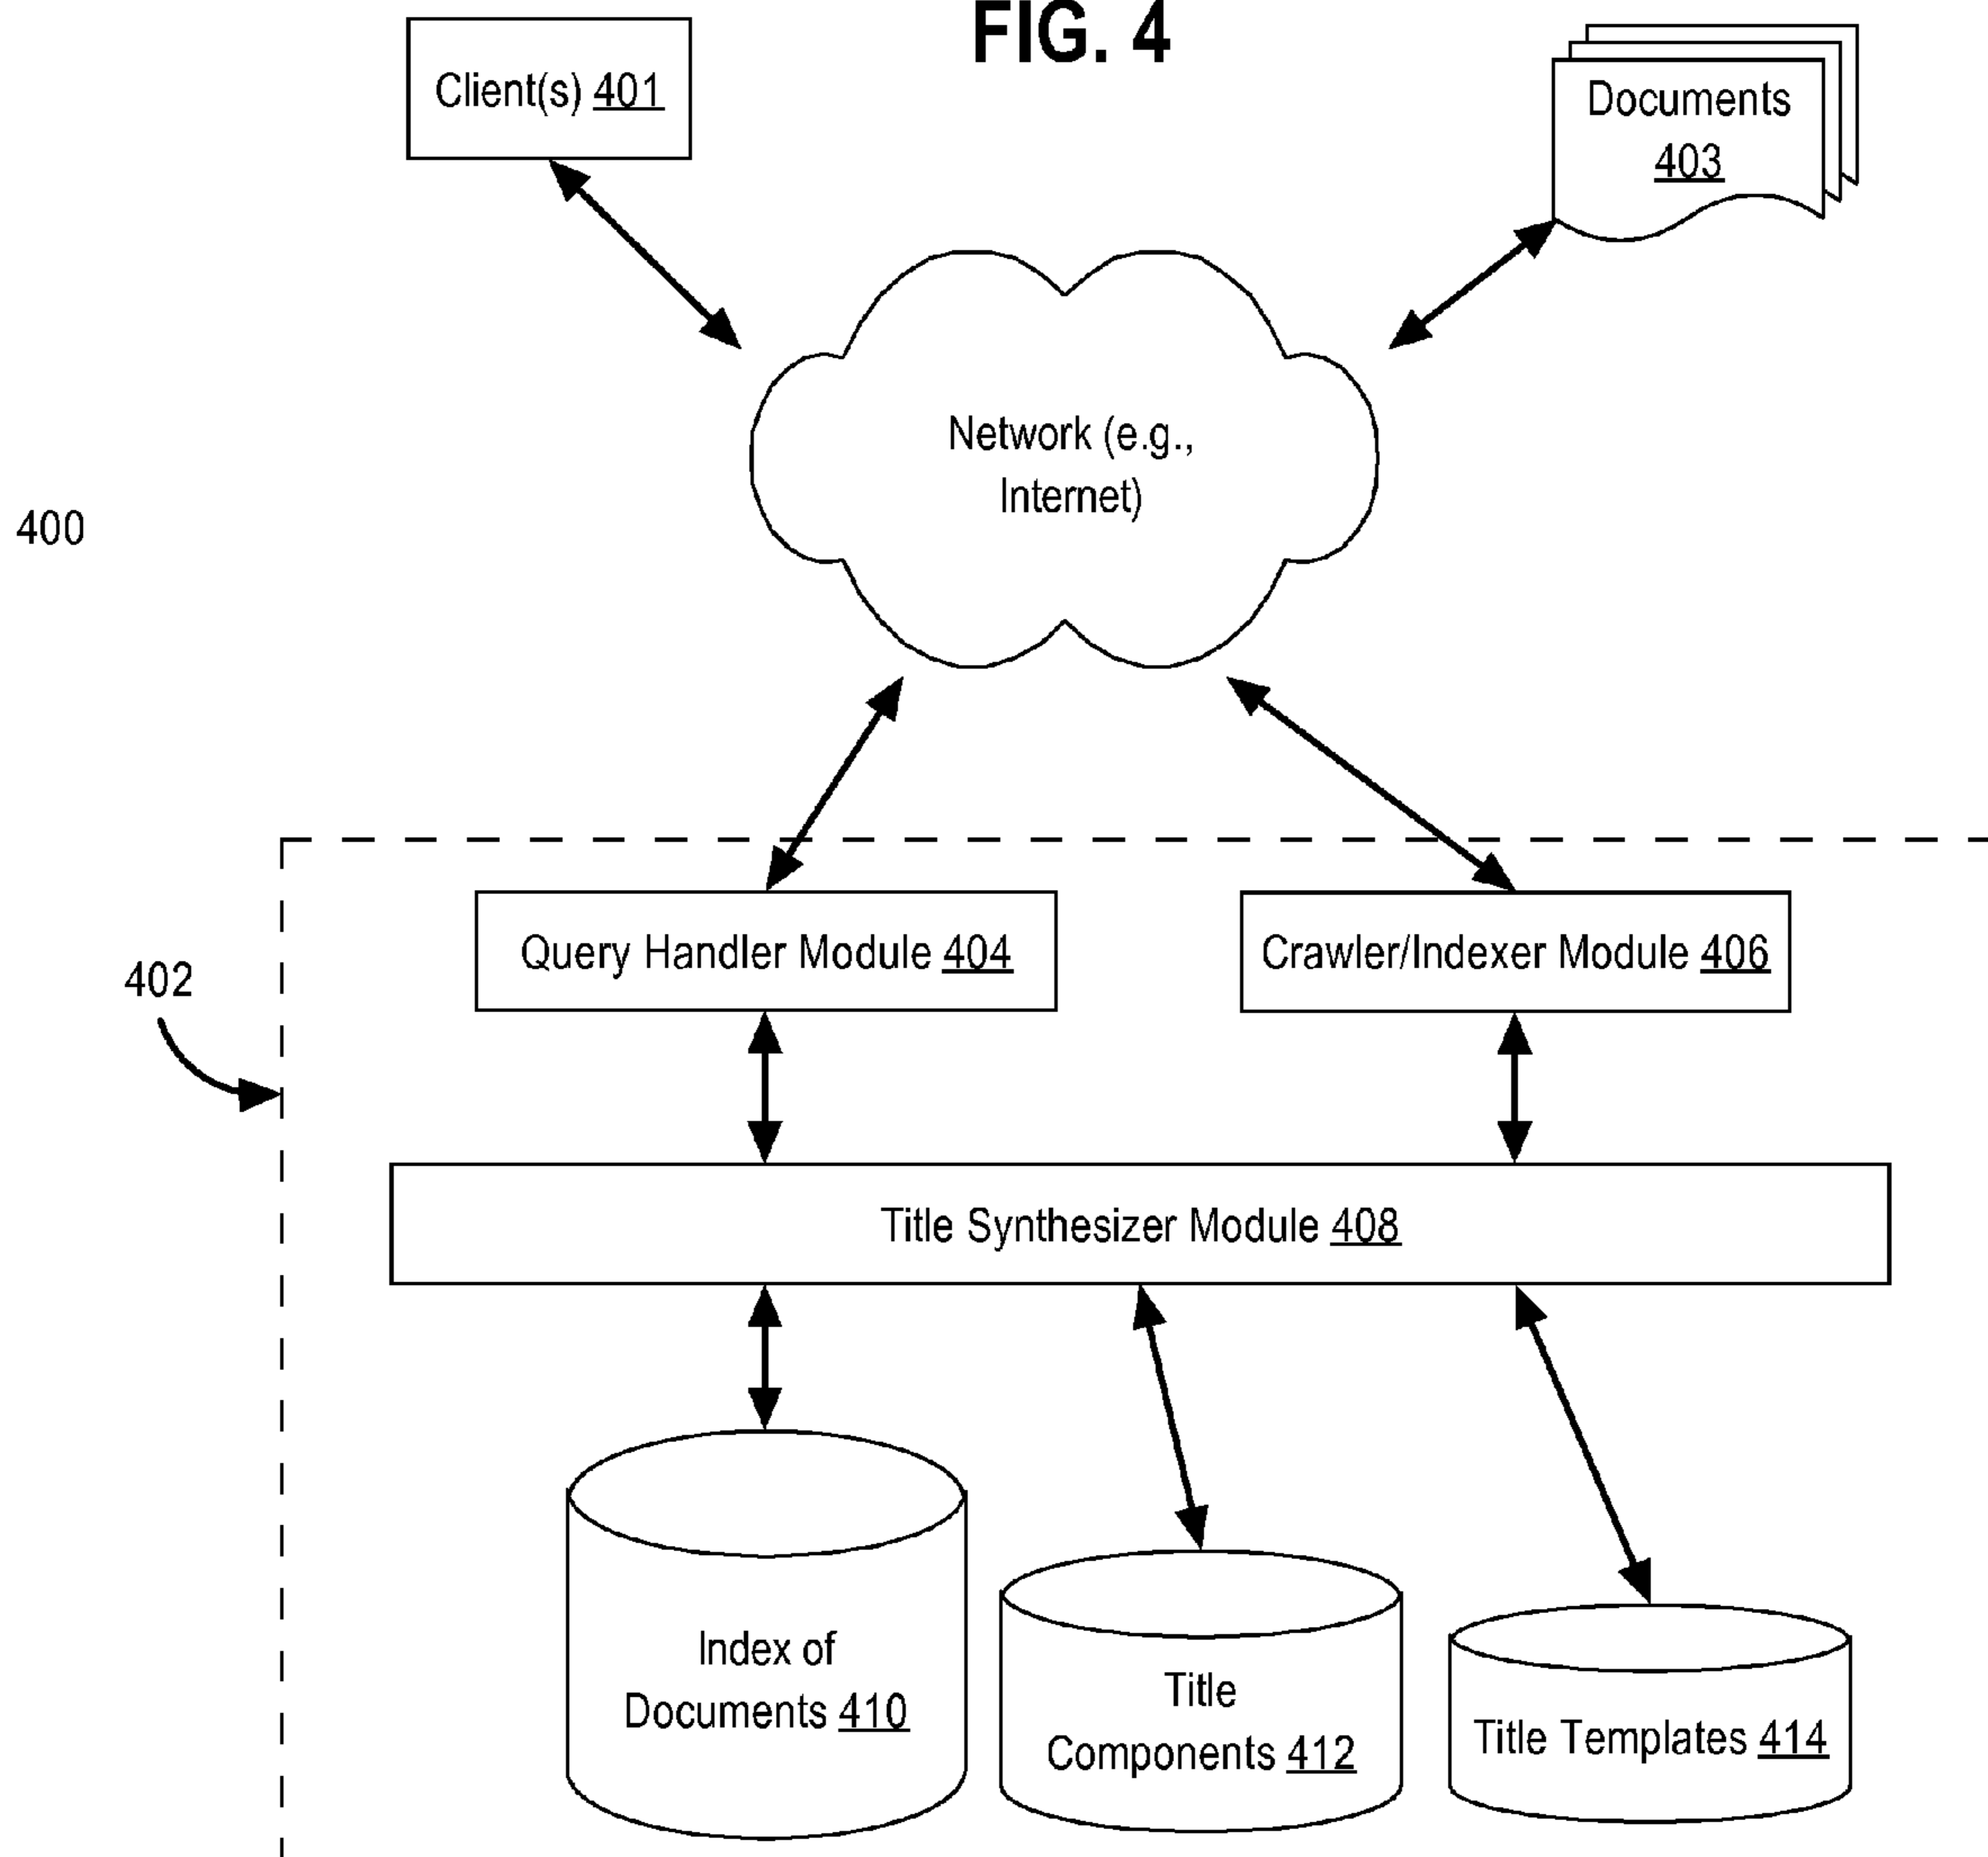 FIG. 4
Client(s) 401
Documents
403
Network (e.g.,
Internet)
400
Query Handler Module 404
Crawler/Indexer Module 406
402
Title Synthesizer Module 408
Index of
Documents 410
Title
Components 412
Title Templates 414